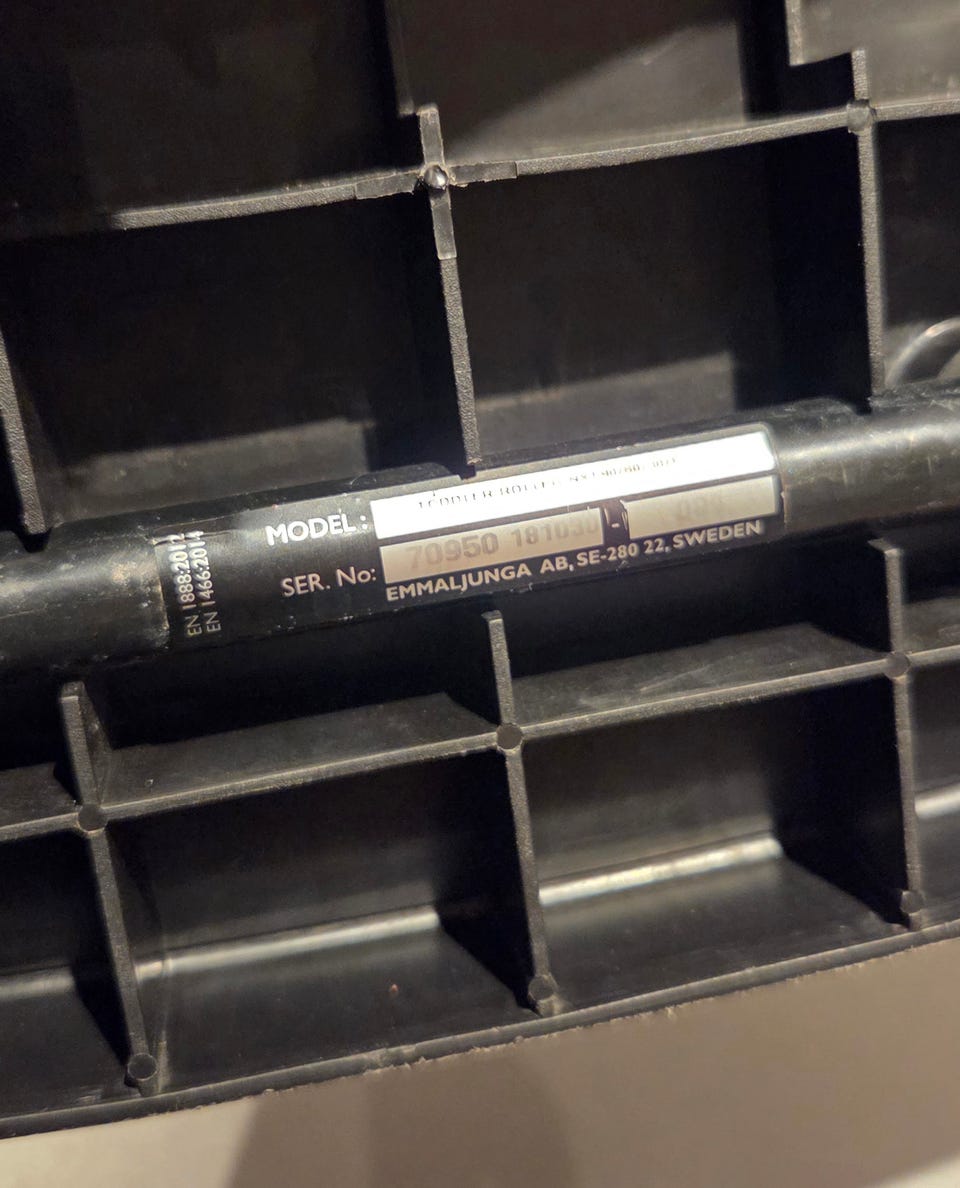 EN 1888:2012
EN 1466:2014
MODEL:
SER. No: 70950 181030 -
EMMALJUNGA AB, SE-280 22, SWEDEN